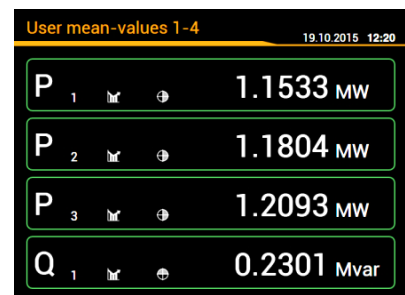 User mean-values 1-4
19.10.2015 12:20
P 1 1.1533 MW
P 2 1.1804 MW
P 3 1.2093 MW
Q 1 0.2301 Mvar